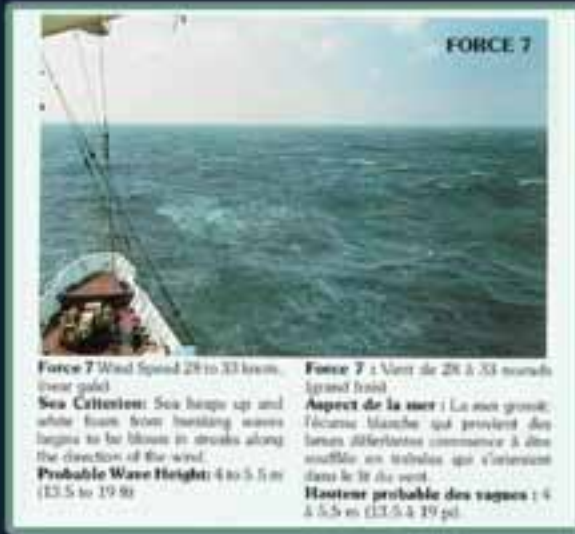 FORCE 7
Force 7 Wind Speed 28 to 33 knots.
(near gale)
Sea Criterion: Sea heaps up and
white foam from breaking waves
begins to be blown in streaks along
the direction of the wind.
Probable Wave Height: 4 to 5.5 m
(13.5 to 19 ft)
Force 7 : Vent de 28 à 33 noeuds
(grand frais)
Aspect de la mer : La mer grossit;
l'écume blanche qui provient des
lames déferlantes commence à être
soufflée en traînées qui s'orientent
dans le lit du vent.
Hauteur probable des vagues : 4
à 5,5 m (13,5 à 19 pi).